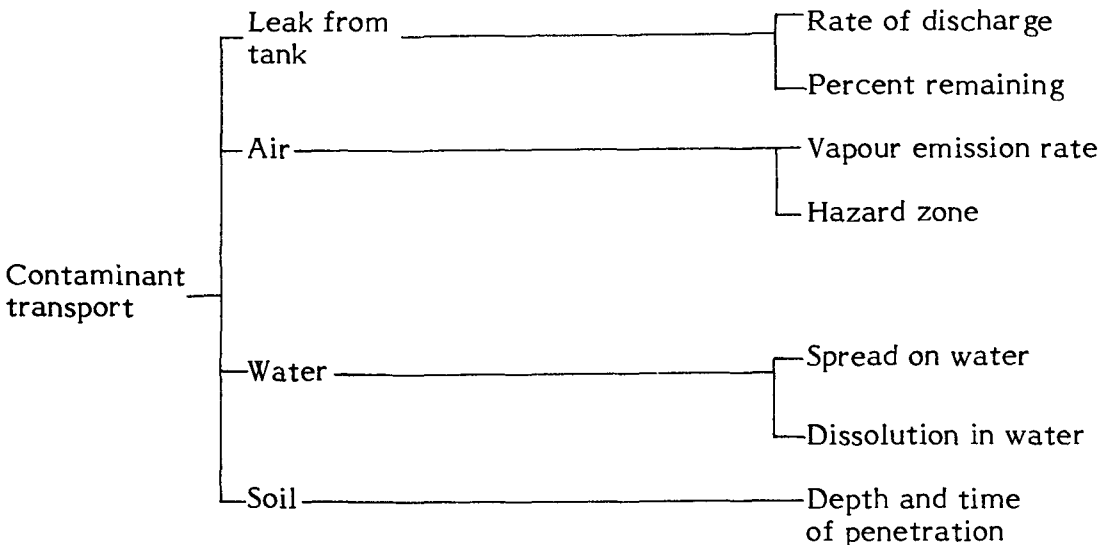 Leak from
tank
Rate of discharge
Percent remaining
Air
Vapour emission rate
Hazard zone
Contaminant
transport
Water
Spread on water
Dissolution in water
Soil
Depth and time
of penetration